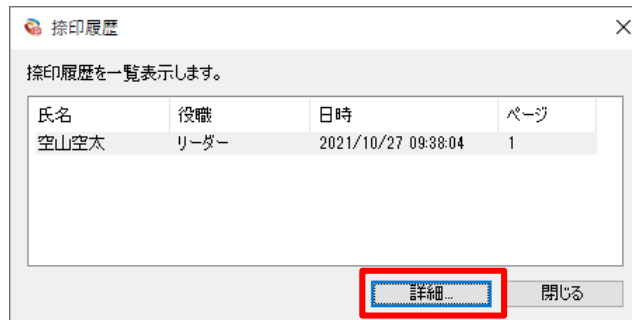 捺印履歴
捺印履歴を一覧表示します。
氏名 役職 日時 ページ
空山空太 リーダー 2021/10/27 09:38:04 1
詳細... 閉じる